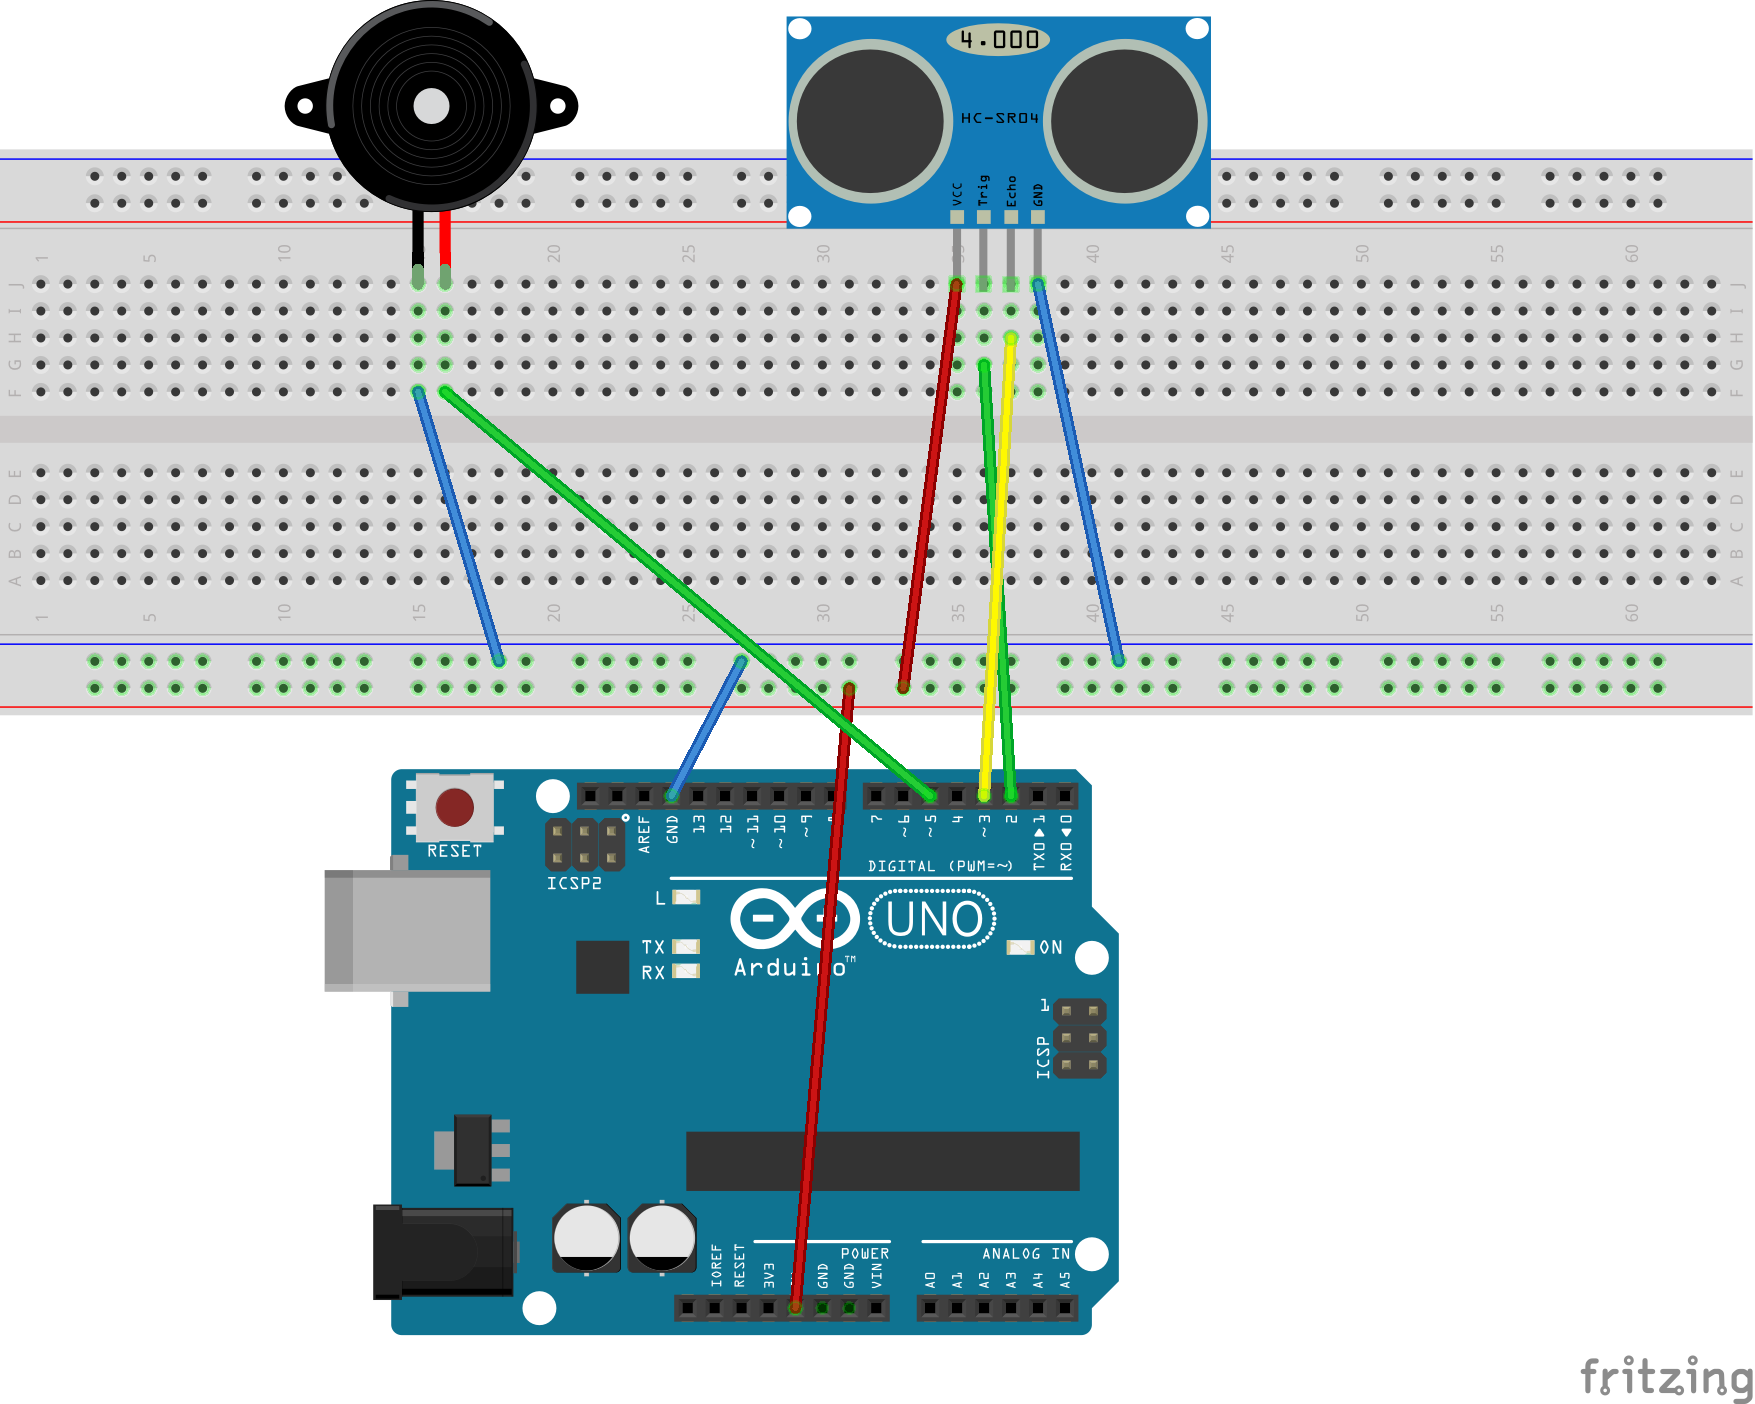 4.000
HC-SR04
VCC Trig Echo GND
1 5 10 15 20 25 30 35 40 45 50 55 60
J J
I I
H H
G G
F F
E E
D D
C C
B B
A A
1 5 10 15 20 25 30 35 40 45 50 55 60
RESET
ICSP2
AREF GND 13 12 ~11 ~10 ~9 7 ~6 ~5 4 ~3 2 TX0 1 RX0 0
DIGITAL (PWM=~)
L
TX
RX
UNO
Arduino™
ON
1
ICSP
POWER
ANALOG IN
IOREF RESET 3V3 GND GND VIN A0 A1 A2 A3 A4 A5
fritzing